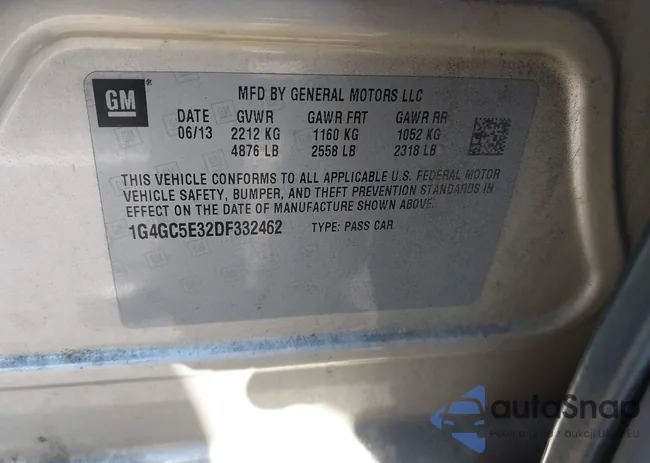 GM
MFD BY GENERAL MOTORS LLC
DATE GVWR GAWR FRT GAWR RR
06/13 2212 KG 1160 KG 1052 KG
4876 LB 2558 LB 2318 LB
THIS VEHICLE CONFORMS TO ALL APPLICABLE U.S. FEDERAL MOTOR
VEHICLE SAFETY, BUMPER, AND THEFT PREVENTION STANDARDS IN
EFFECT ON THE DATE OF MANUFACTURE SHOWN ABOVE.
1G4GC5E32DF332462 TYPE: PASS CAR
autoSnap